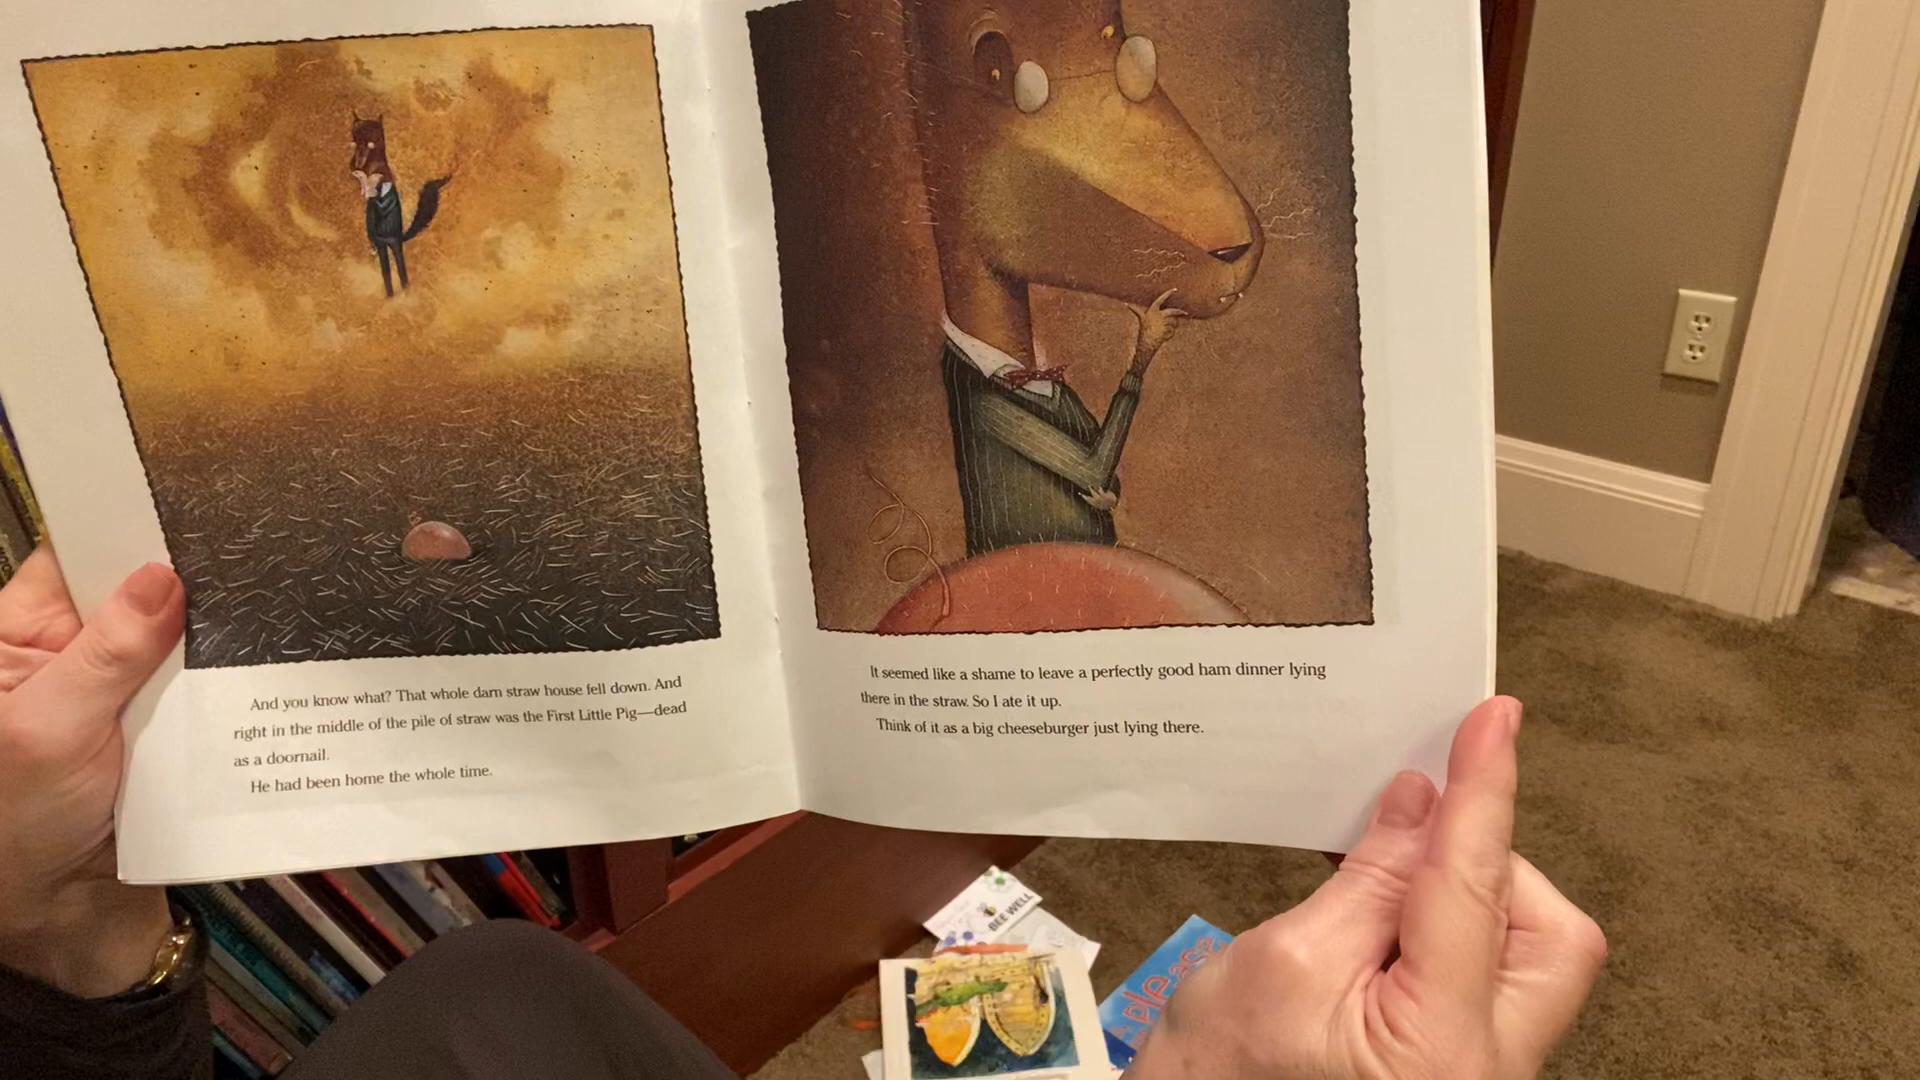 And you know what? That whole darn straw house fell down. And
right in the middle of the pile of straw was the First Little Pig—dead
as a doornail.
He had been home the whole time.
It seemed like a shame to leave a perfectly good ham dinner lying
there in the straw. So I ate it up.
Think of it as a big cheeseburger just lying there.
BEE WELL
please